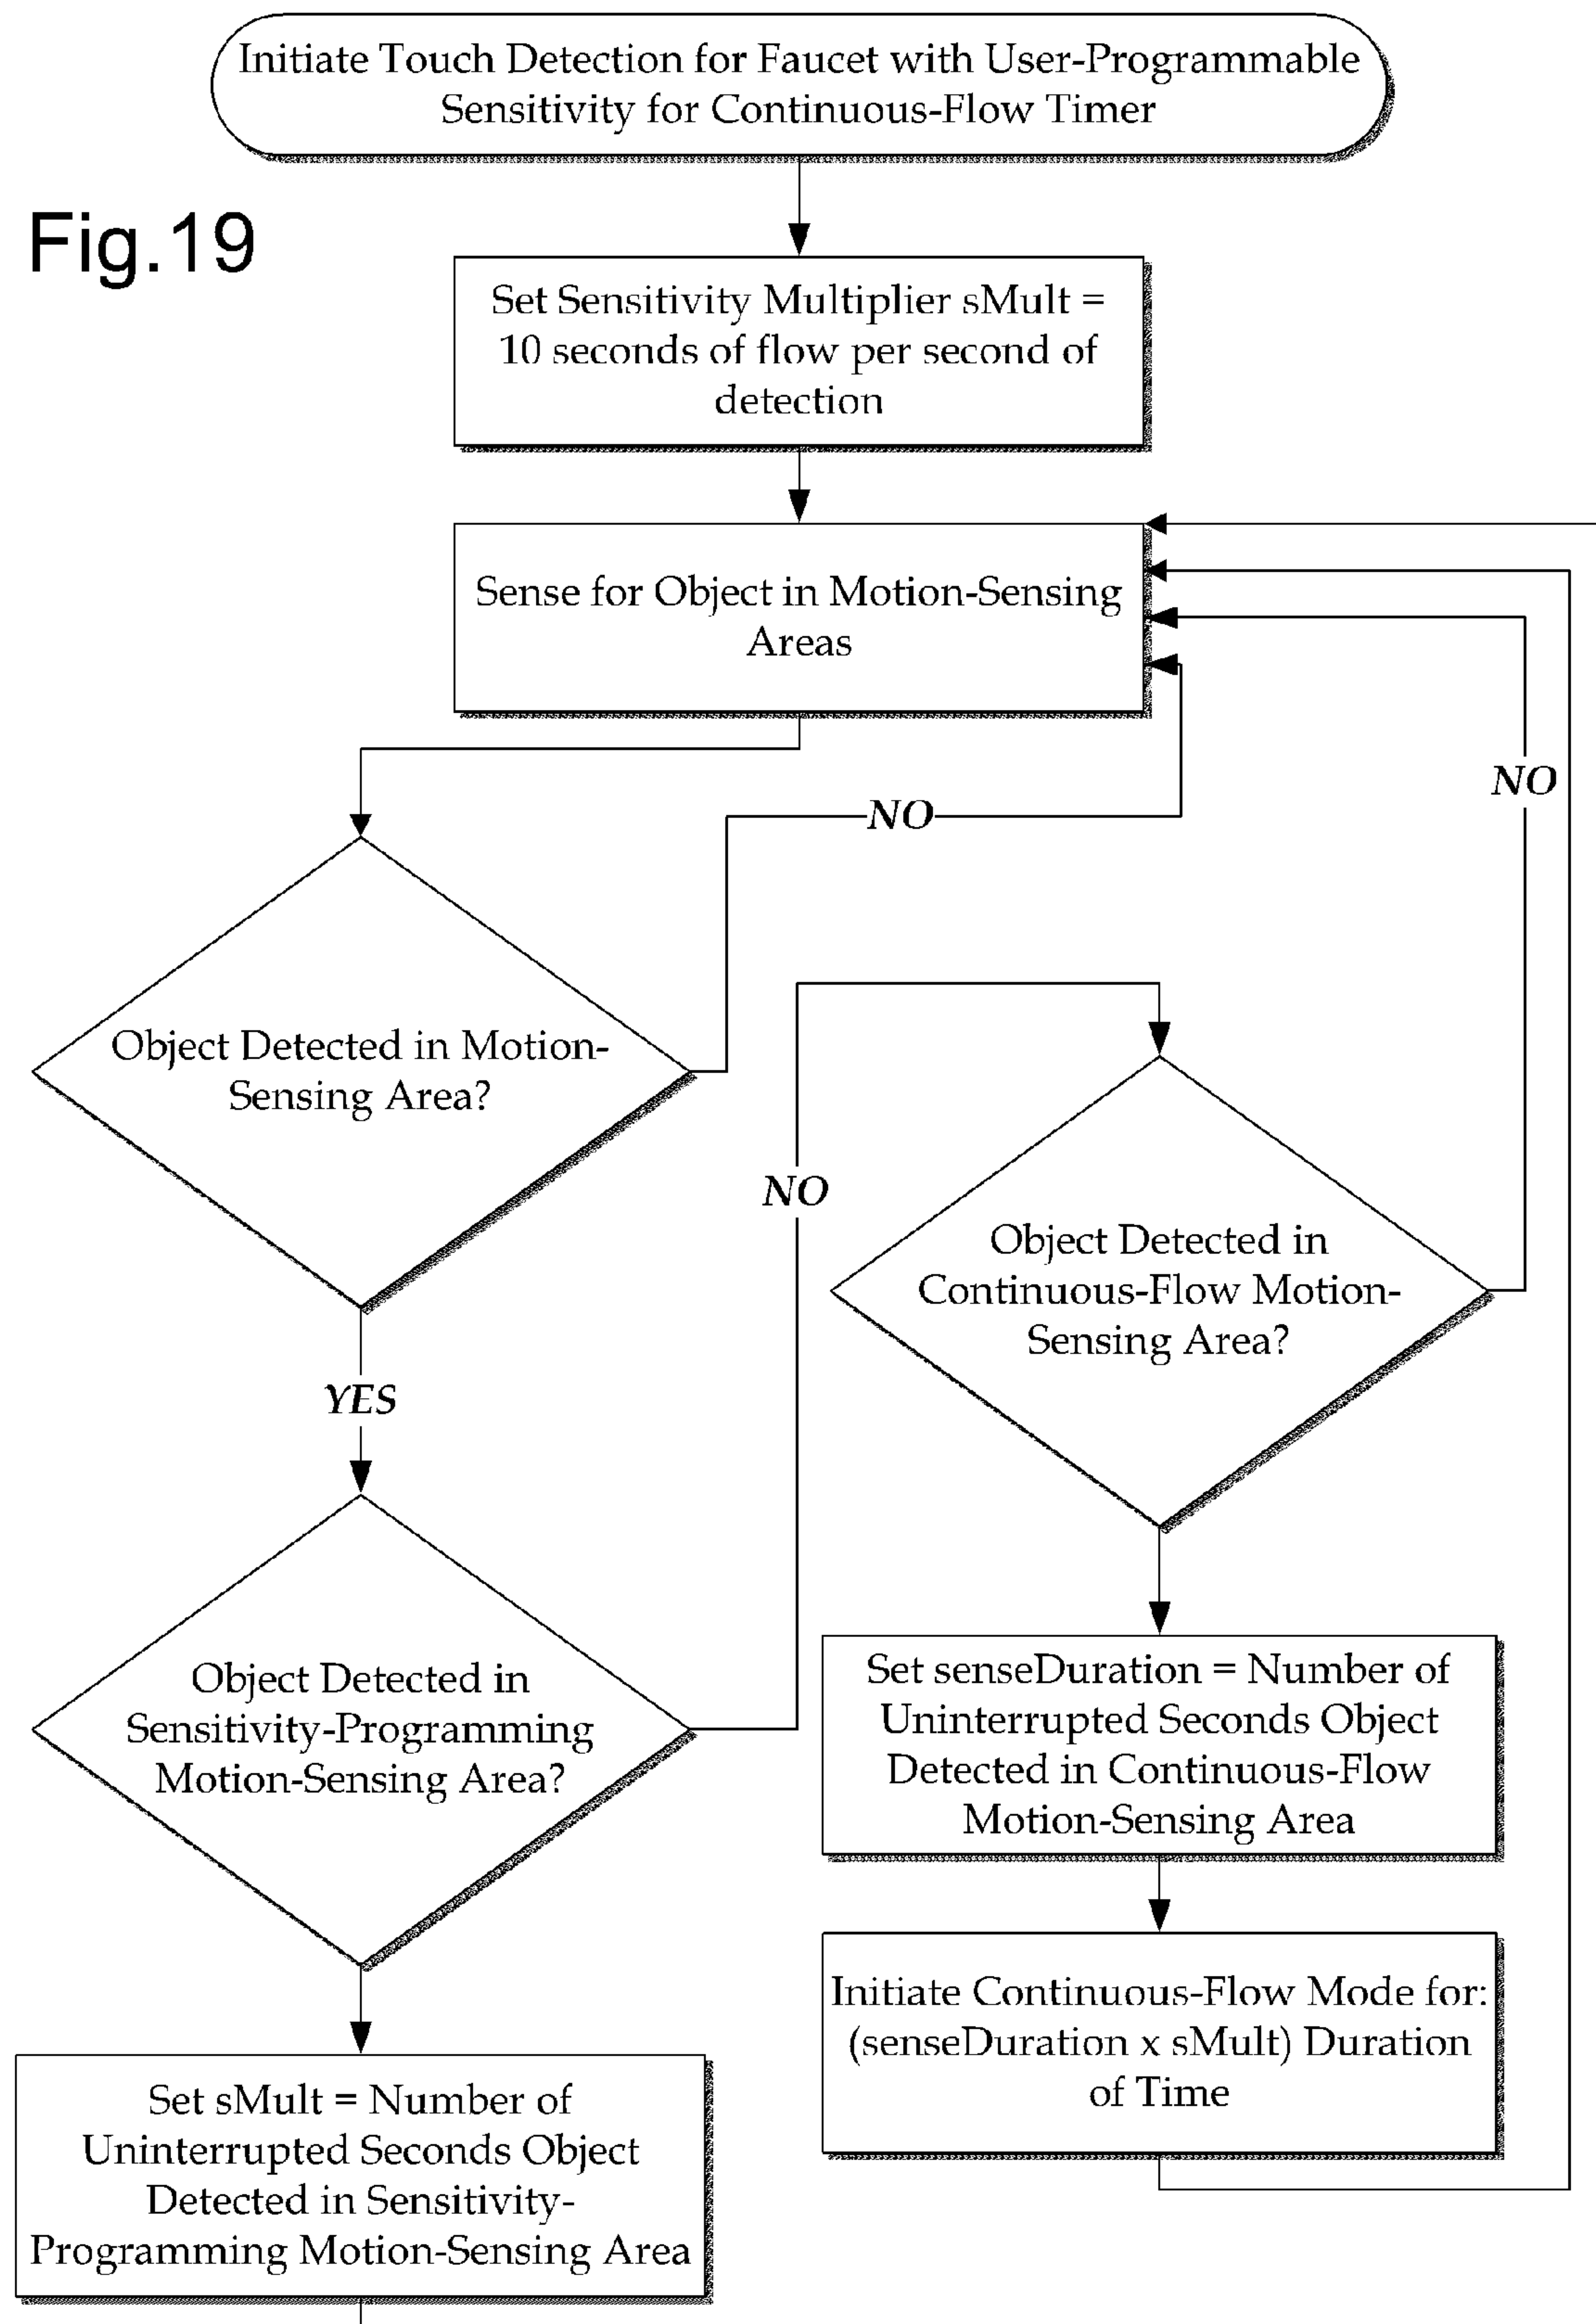 Initiate Touch Detection for Faucet with User-Programmable
Sensitivity for Continuous-Flow Timer
Fig.19
Set Sensitivity Multiplier sMult =
10 seconds of flow per second of
detection
Sense for Object in Motion-Sensing
Areas
NO
NO
Object Detected in Motion-
Sensing Area?
NO
Object Detected in
Continuous-Flow Motion-
Sensing Area?
YES
Object Detected in
Sensitivity-Programming
Motion-Sensing Area?
Set senseDuration = Number of
Uninterrupted Seconds Object
Detected in Continuous-Flow
Motion-Sensing Area
Initiate Continuous-Flow Mode for:
(senseDuration x sMult) Duration
of Time
Set sMult = Number of
Uninterrupted Seconds Object
Detected in Sensitivity-
Programming Motion-Sensing Area